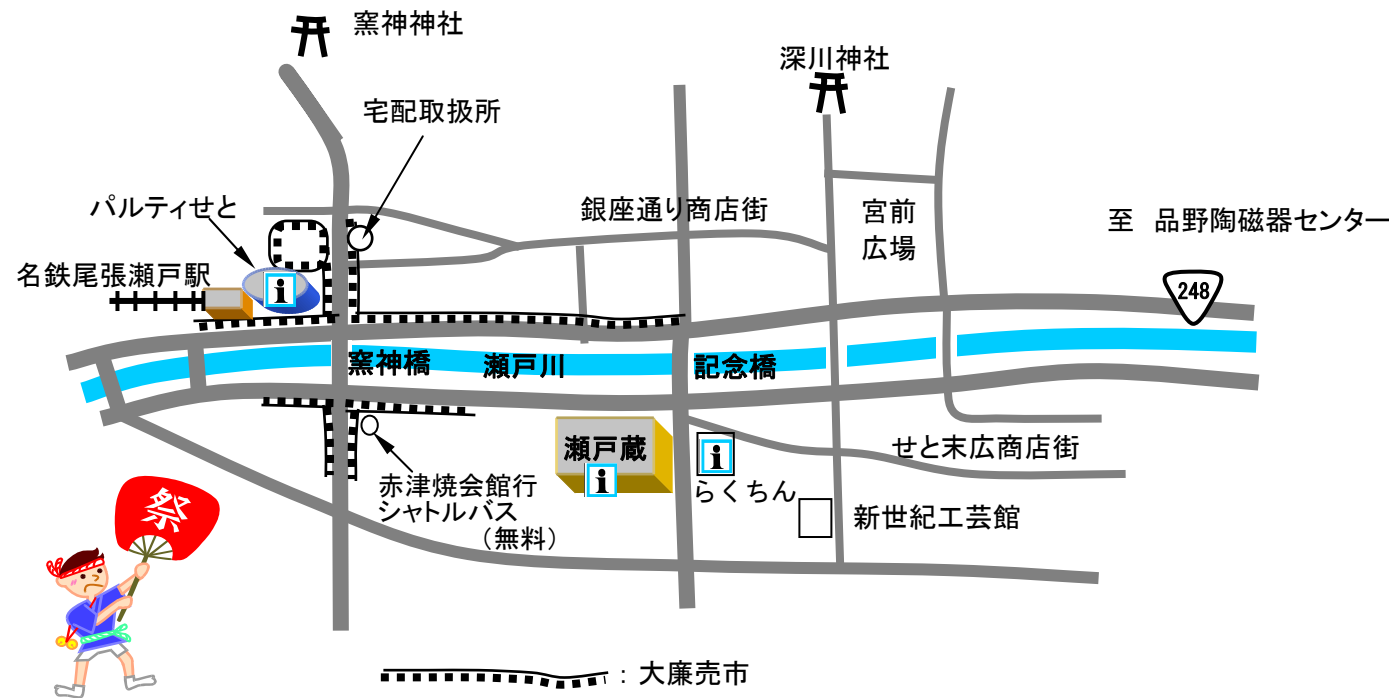 窯神神社
深川神社
宅配取扱所
パルティせと
銀座通り商店街
宮前
広場
至 品野陶磁器センター
名鉄尾張瀬戸駅
i
248
窯神橋
瀬戸川
記念橋
瀬戸蔵
i
i
らくちん
せと末広商店街
赤津焼会館行
シャトルバス
(無料)
新世紀工芸館
祭
：大廉売市